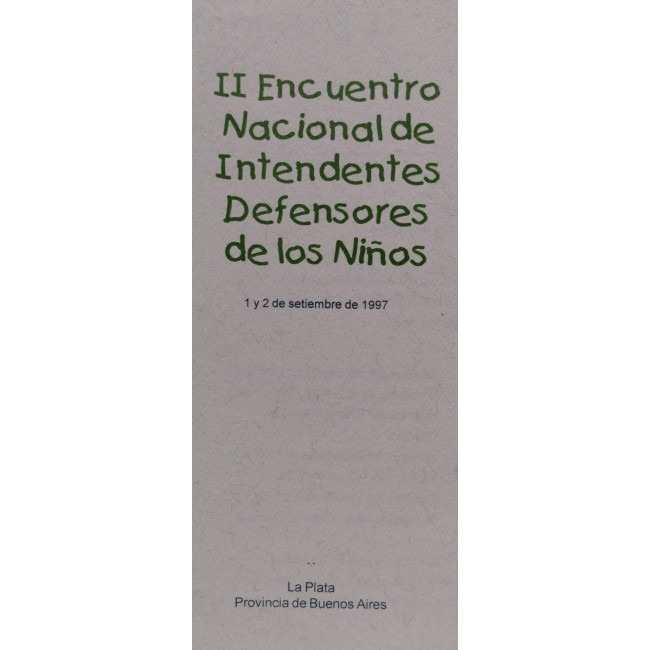 II Encuentro
Nacional de
Intendentes
Defensores
de los Niños
1 y 2 de setiembre de 1997
La Plata
Provincia de Buenos Aires